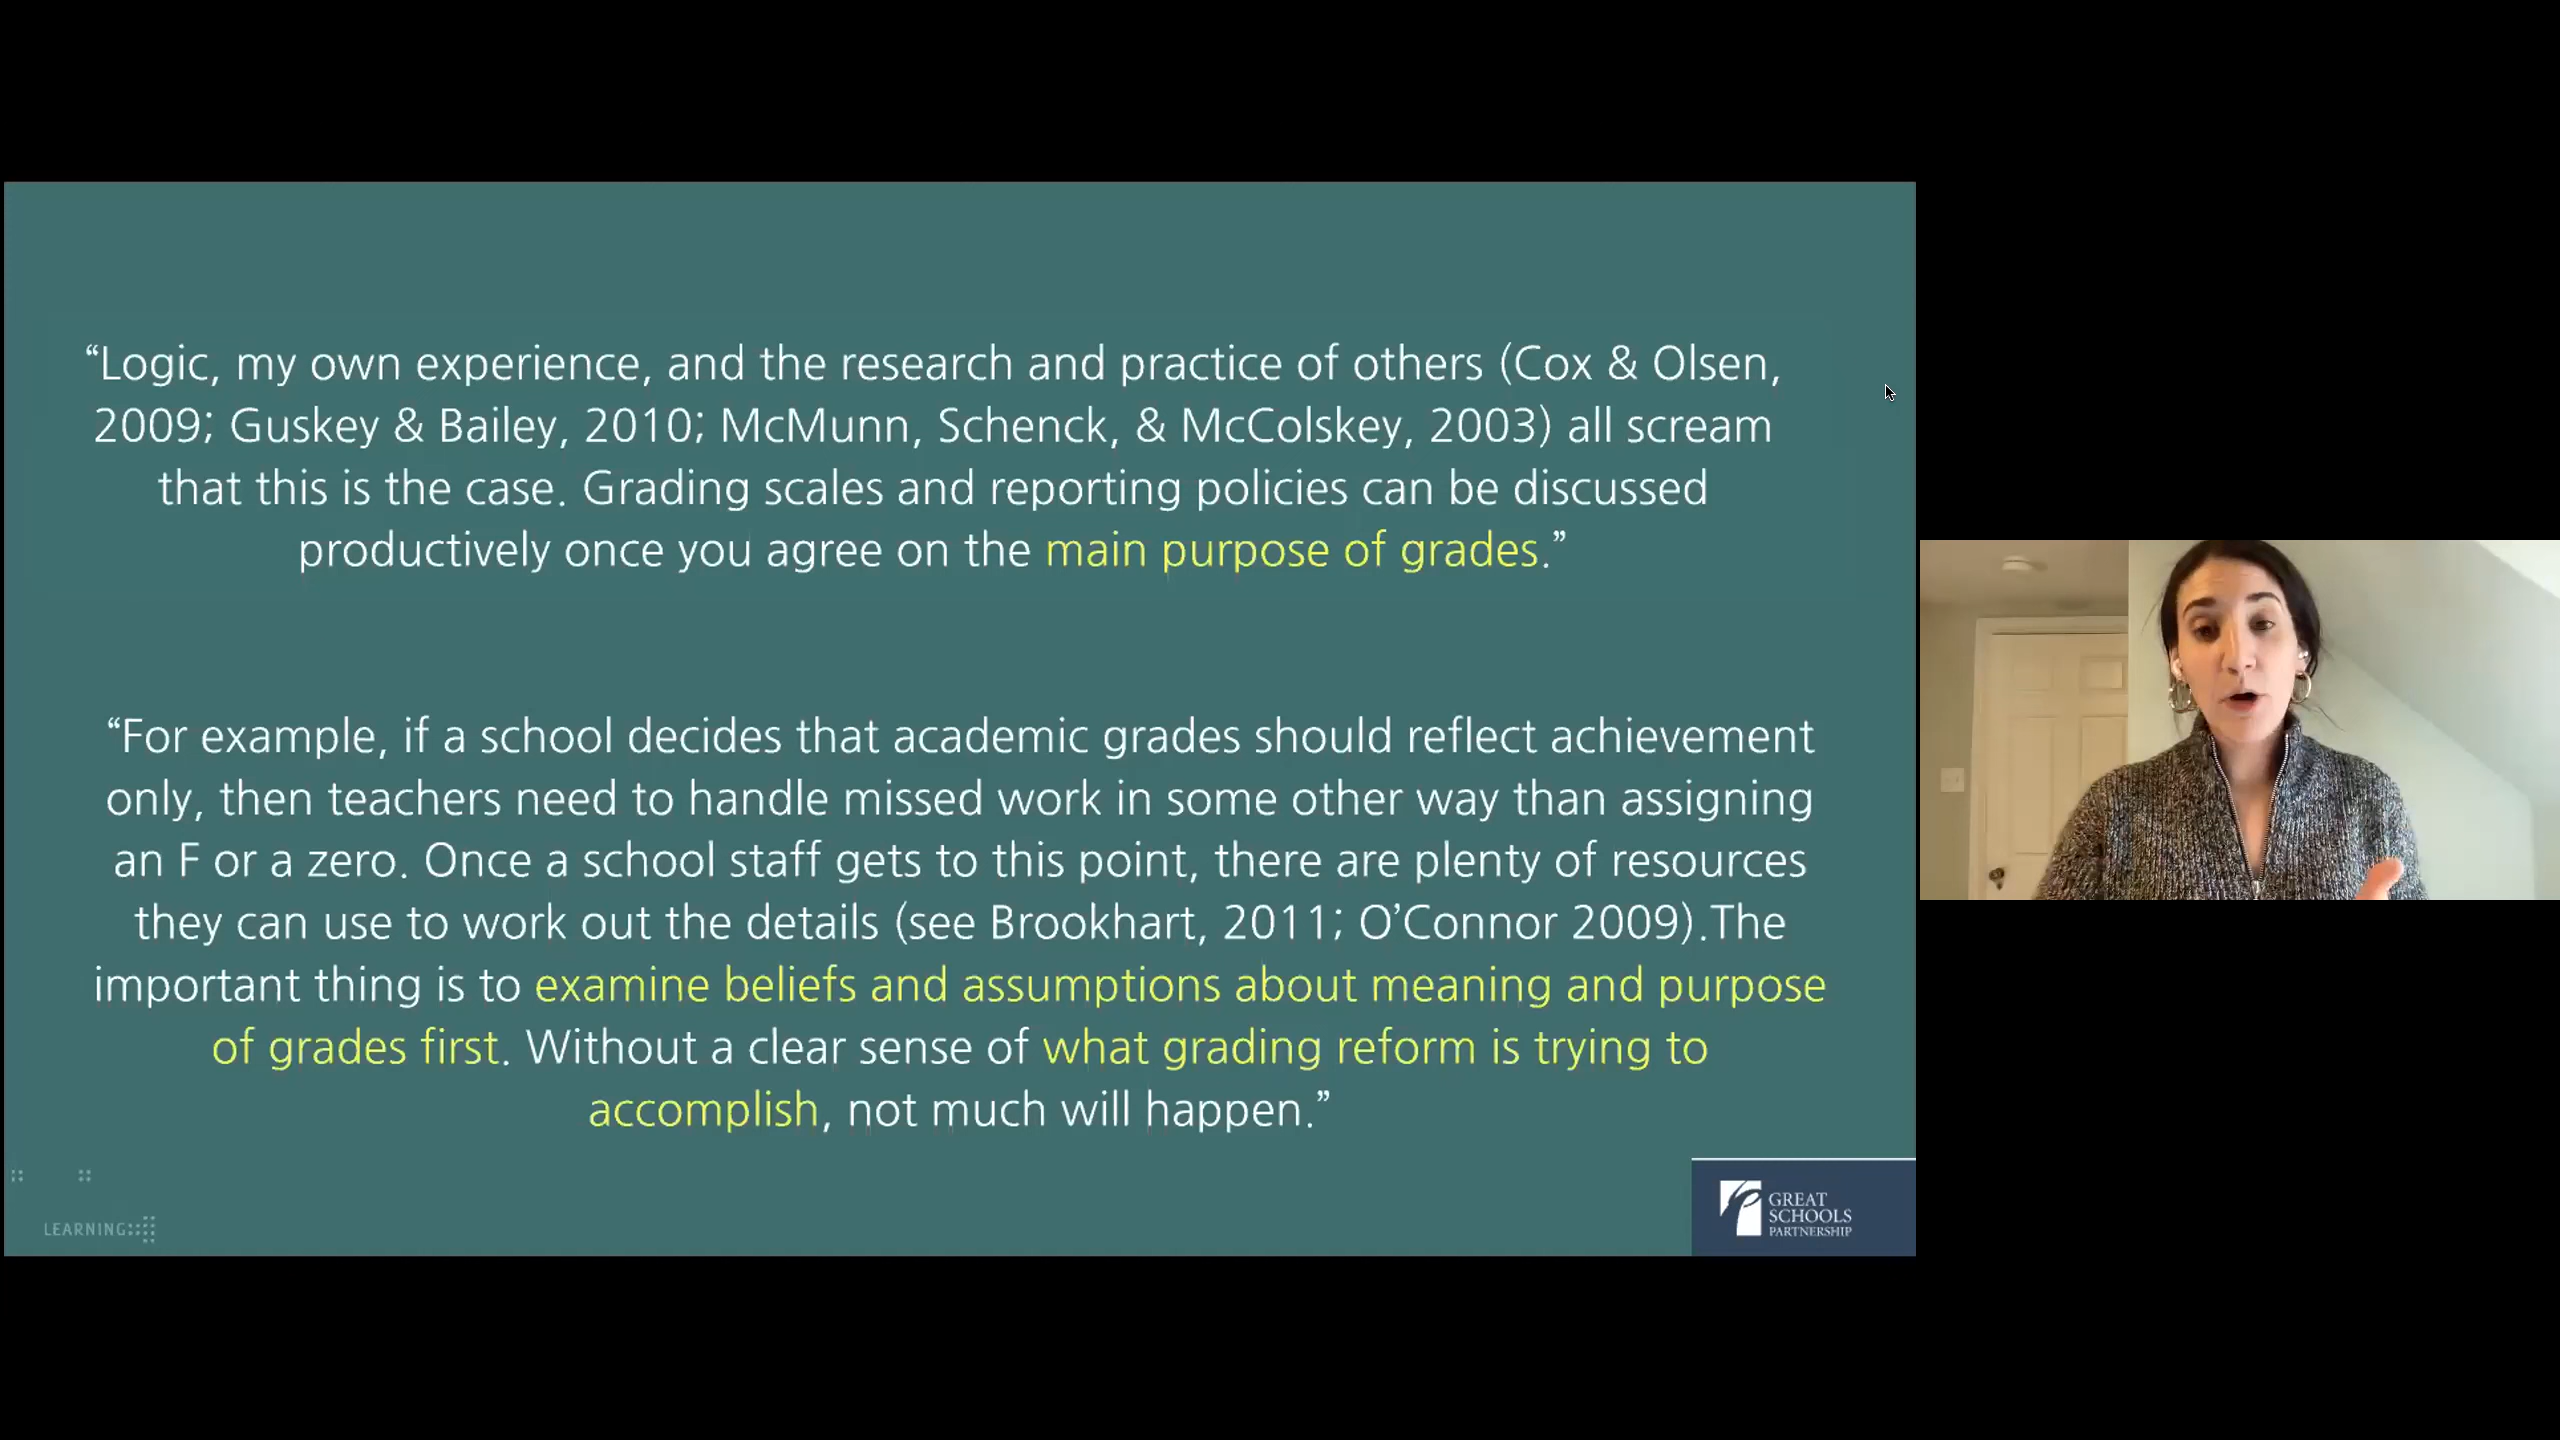 “Logic, my own experience, and the research and practice of others (Cox & Olsen,
2009; Guskey & Bailey, 2010; McMunn, Schenck, & McColskey, 2003) all scream
that this is the case. Grading scales and reporting policies can be discussed
productively once you agree on the main purpose of grades.”
“For example, if a school decides that academic grades should reflect achievement
only, then teachers need to handle missed work in some other way than assigning
an F or a zero. Once a school staff gets to this point, there are plenty of resources
they can use to work out the details (see Brookhart, 2011; O’Connor 2009).The
important thing is to examine beliefs and assumptions about meaning and purpose
of grades first. Without a clear sense of what grading reform is trying to
accomplish, not much will happen.”
LEARNING
GREAT
SCHOOLS
PARTNERSHIP